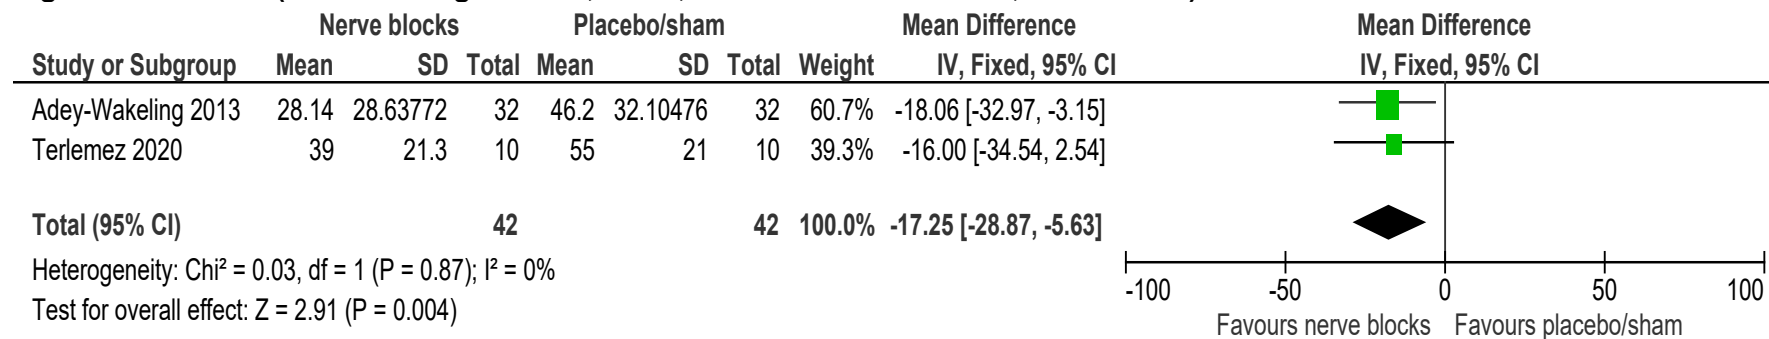 Nerve blocks Placebo/sham Mean Difference Mean Difference
Study or Subgroup Mean SD Total Mean SD Total Weight IV, Fixed, 95% CI IV, Fixed, 95% CI
Adey-Wakeling 2013 28.14 28.63772 32 46.2 32.10476 32 60.7% -18.06 [-32.97, -3.15]
Terlemez 2020 39 21.3 10 55 21 10 39.3% -16.00 [-34.54, 2.54]
Total (95% CI) 42 42 100.0% -17.25 [-28.87, -5.63]
Heterogeneity: Chi² = 0.03, df = 1 (P = 0.87); I² = 0%
Test for overall effect: Z = 2.91 (P = 0.004)
-100 -50 0 50 100
Favours nerve blocks Favours placebo/sham